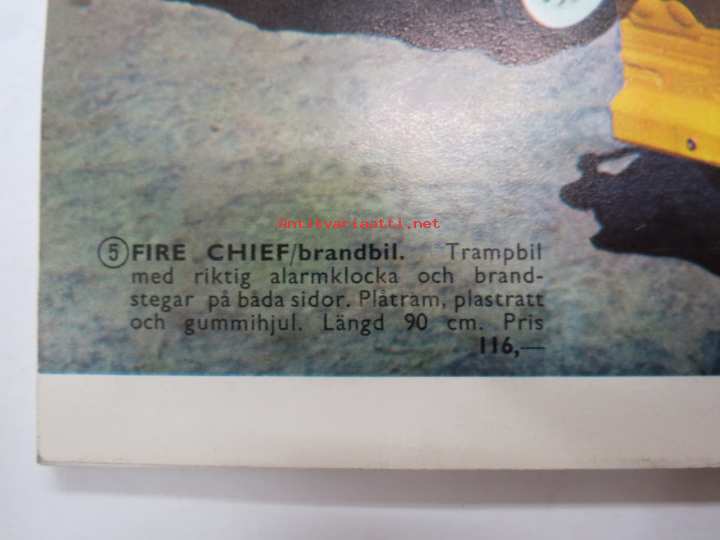 Antikvariaatti.net
⑤FIRE CHIEF/brandbil. Trampbil
med riktig alarmklocka och brand-
stegar på båda sidor. Plåtram, plastratt
och gummihjul. Längd 90 cm. Pris
116,—